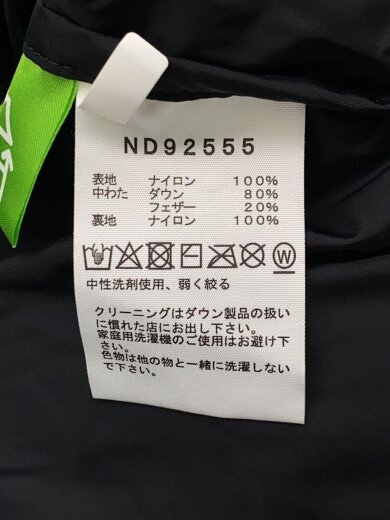 ND92555
表地 ナイロン 100%
中わた ダウン 80%
フェザー 20%
裏地 ナイロン 100%
W
中性洗剤使用、弱く絞る
クリーニングはダウン製品の扱い
に慣れた店にお出し下さい。
家庭用洗濯機のご使用はお避け下
さい。
色物は他の物と一緒に洗濯しない
で下さい。